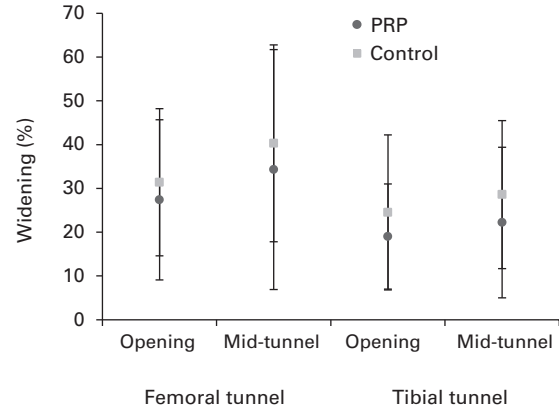 70
60
50
40
30
20
10
0
Widening (%)
PRP
Control
Opening Mid-tunnel Opening Mid-tunnel
Femoral tunnel Tibial tunnel